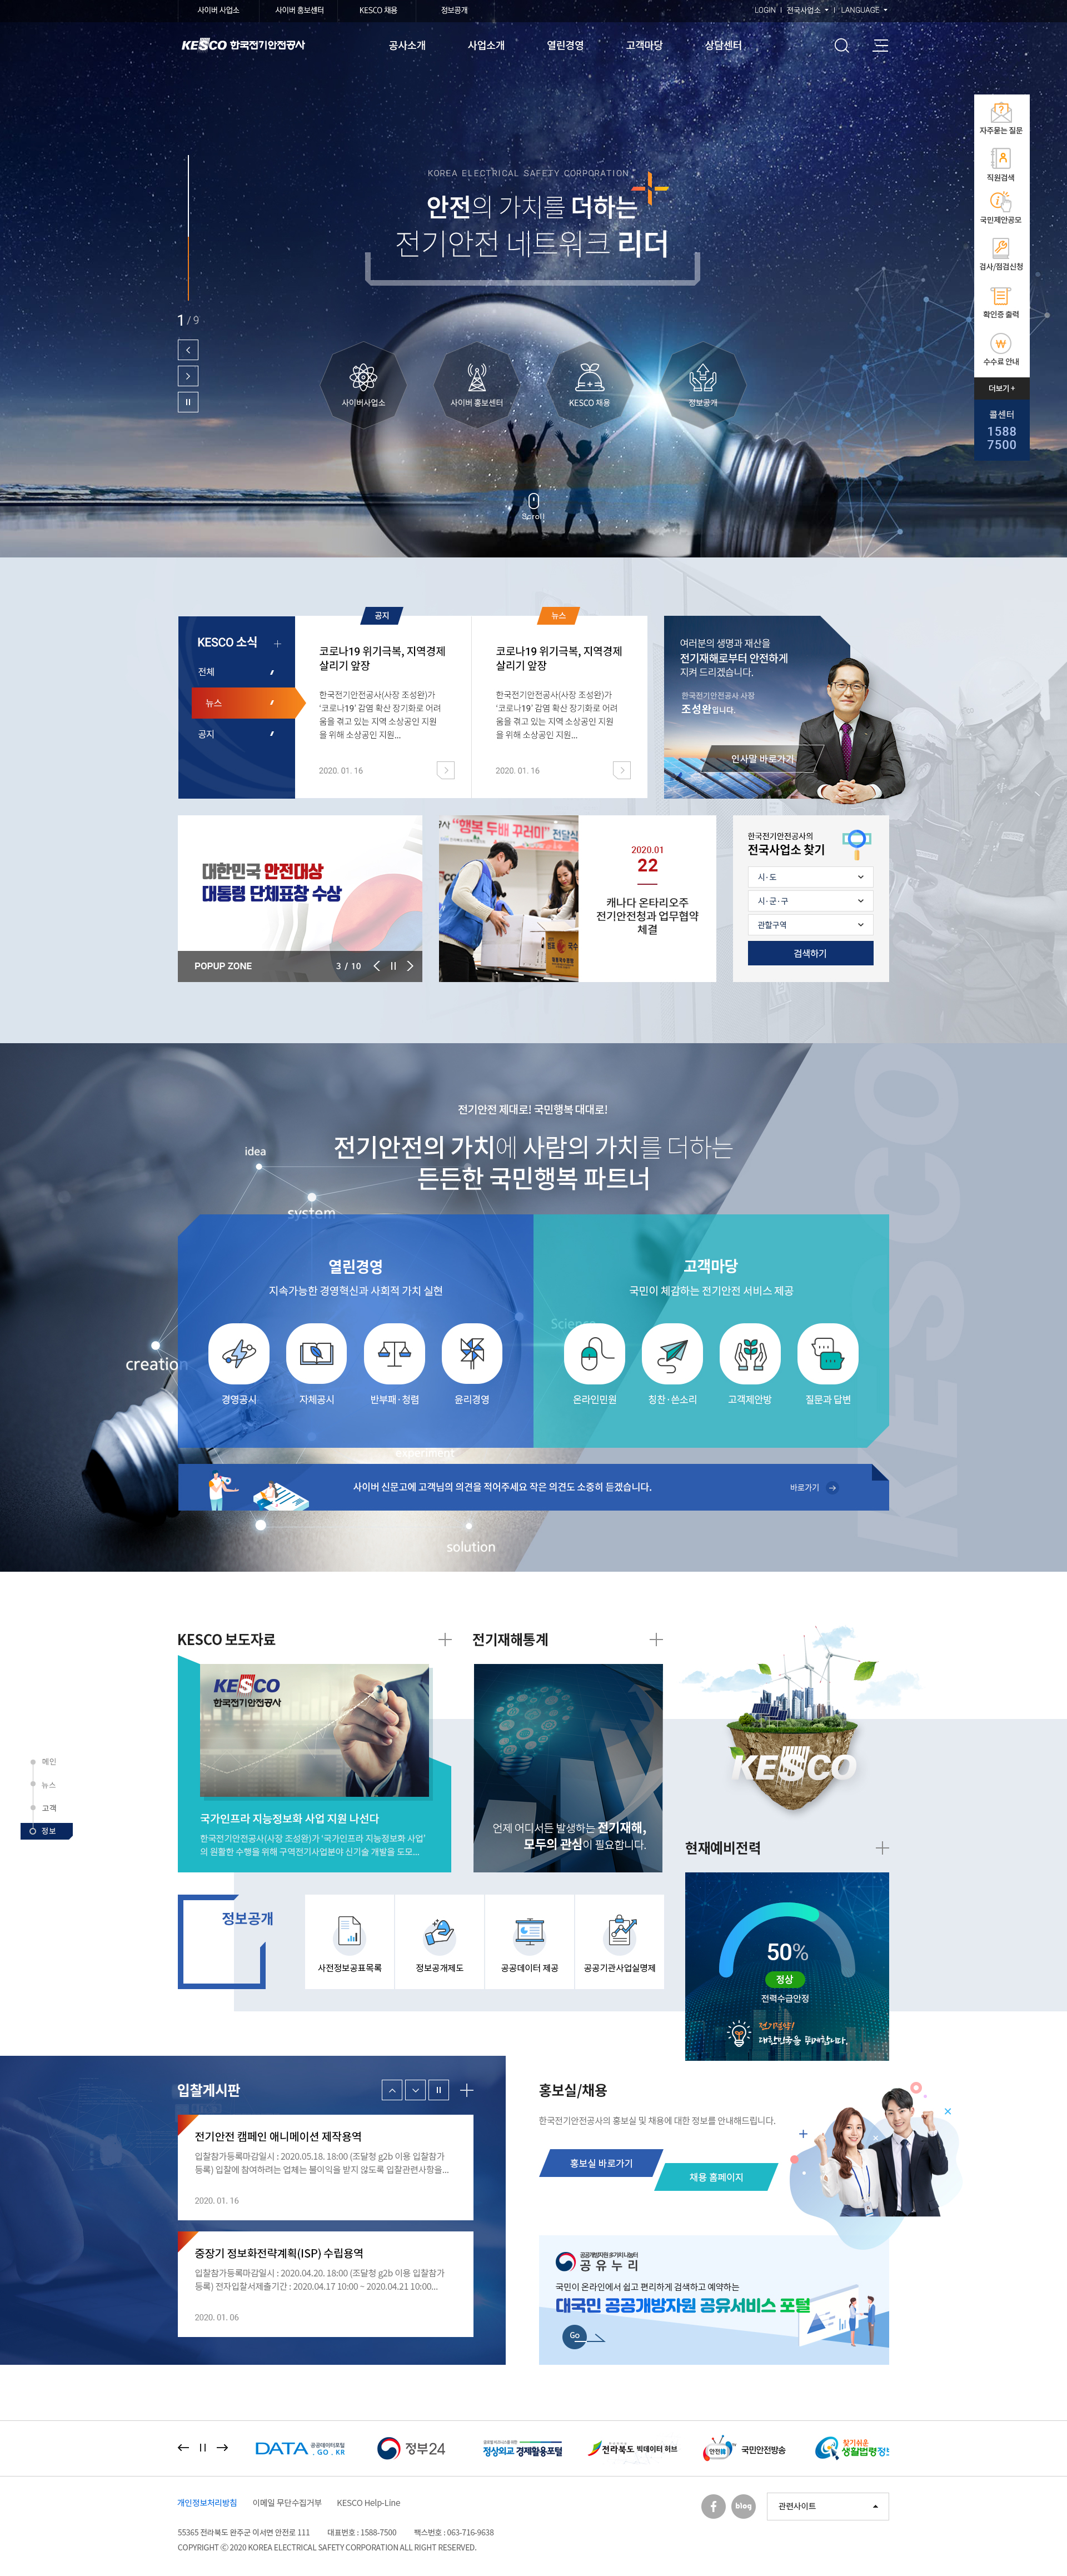 사이버 사업소
사이버 홍보센터
KESCO 채용
정보공개
LOGIN
전국사업소
LANGUAGE
KESCO 한국전기안전공사
공사소개
사업소개
열린경영
고객마당
상담센터
자주묻는 질문
직원검색
국민제안공모
검사/점검신청
확인증 출력
수수료 안내
더보기 +
콜센터
1588
7500
KOREA ELECTRICAL SAFETY CORPORATION
안전의 가치를 더하는
전기안전 네트워크 리더
1 / 9
사이버사업소
사이버 홍보센터
KESCO 채용
정보공개
Scroll
KESCO 소식
전체
뉴스
공지
공지
코로나19 위기극복, 지역경제
살리기 앞장
한국전기안전공사(사장 조성완)가
'코로나19' 감염 확산 장기화로 어려
움을 겪고 있는 지역 소상공인 지원
을 위해 소상공인 지원...
2020. 01. 16
뉴스
코로나19 위기극복, 지역경제
살리기 앞장
한국전기안전공사(사장 조성완)가
'코로나19' 감염 확산 장기화로 어려
움을 겪고 있는 지역 소상공인 지원
을 위해 소상공인 지원...
2020. 01. 16
여러분의 생명과 재산을
전기재해로부터 안전하게
지켜 드리겠습니다.
한국전기안전공사 사장
조성완입니다.
인사말 바로가기
대한민국 안전대상
대통령 단체표창 수상
POPUP ZONE
3 / 10
"행복 두배 꾸러미" 전달식
2020.01
22
캐나다 온타리오주
전기안전청과 업무협약
체결
한국전기안전공사의
전국사업소 찾기
시·도
시·군·구
관할구역
검색하기
전기안전 제대로! 국민행복 대대로!
전기안전의 가치에 사람의 가치를 더하는
든든한 국민행복 파트너
idea
system
creation
Science
experiment
solution
KESCO
열린경영
지속가능한 경영혁신과 사회적 가치 실현
경영공시
자체공시
반부패·청렴
윤리경영
고객마당
국민이 체감하는 전기안전 서비스 제공
온라인민원
칭찬·쓴소리
고객제안방
질문과 답변
사이버 신문고에 고객님의 의견을 적어주세요 작은 의견도 소중히 듣겠습니다.
바로가기
메인
뉴스
고객
정보
KESCO 보도자료
KESCO
한국전기안전공사
국가인프라 지능정보화 사업 지원 나선다
한국전기안전공사(사장 조성완)가 '국가인프라 지능정보화 사업'
의 원활한 수행을 위해 구역전기사업분야 신기술 개발을 도모...
전기재해통계
언제 어디서든 발생하는 전기재해,
모두의 관심이 필요합니다.
KESCO
현재예비전력
50%
정상
전력수급안정
전기절약!
대한민국을 뛰게합니다.
정보공개
사전정보공표목록
정보공개제도
공공데이터 제공
공공기관사업실명제
입찰게시판
전기안전 캠페인 애니메이션 제작용역
입찰참가등록마감일시 : 2020.05.18. 18:00 (조달청 g2b 이용 입찰참가
등록) 입찰에 참여하려는 업체는 불이익을 받지 않도록 입찰관련사항을...
2020. 01. 16
중장기 정보화전략계획(ISP) 수립용역
입찰참가등록마감일시 : 2020.04.20. 18:00 (조달청 g2b 이용 입찰참가
등록) 전자입찰서제출기간 : 2020.04.17 10:00 ~ 2020.04.21 10:00...
2020. 01. 06
홍보실/채용
한국전기안전공사의 홍보실 및 채용에 대한 정보를 안내해드립니다.
홍보실 바로가기
채용 홈페이지
공유누리
국민이 온라인에서 쉽고 편리하게 검색하고 예약하는
대국민 공공개방자원 공유서비스 포털
Go
DATA 공공데이터포털
.GO.KR
정부24
정상외교 경제활용포털
전라북도 빅데이터 허브
안전韓TV
국민안전방송
찾기쉬운
생활법령정보
개인정보처리방침
이메일 무단수집거부
KESCO Help-Line
blog
관련사이트
55365 전라북도 완주군 이서면 안전로 111
대표번호 : 1588-7500
팩스번호 : 063-716-9638
COPYRIGHT ⓒ 2020 KOREA ELECTRICAL SAFETY CORPORATION ALL RIGHT RESERVED.